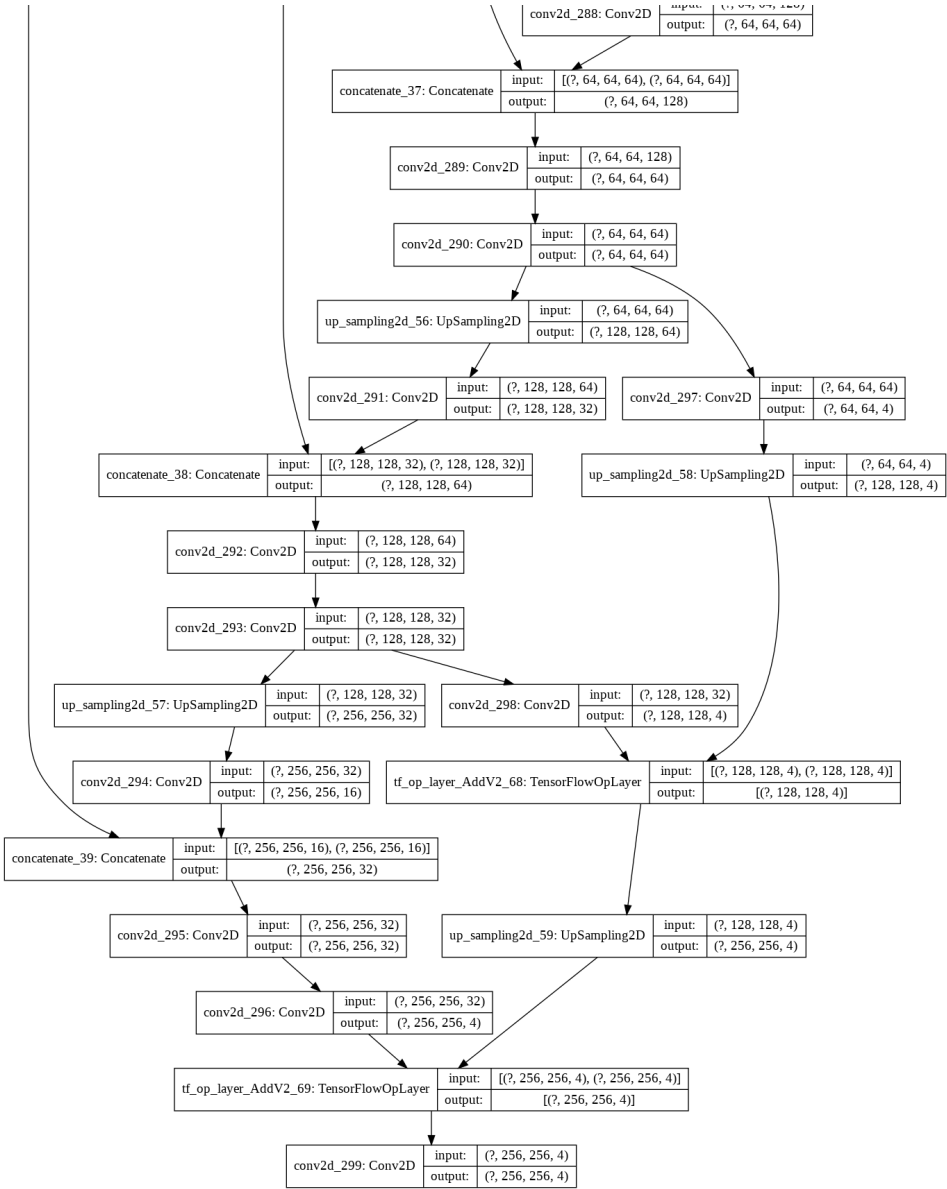 conv2d_288: Conv2D
input: (?, 64, 64, 128)
output: (?, 64, 64, 64)
concatenate_37: Concatenate
input: [(?, 64, 64, 64), (?, 64, 64, 64)]
output: (?, 64, 64, 128)
conv2d_289: Conv2D
input: (?, 64, 64, 128)
output: (?, 64, 64, 64)
conv2d_290: Conv2D
input: (?, 64, 64, 64)
output: (?, 64, 64, 64)
up_sampling2d_56: UpSampling2D
input: (?, 64, 64, 64)
output: (?, 128, 128, 64)
conv2d_291: Conv2D
input: (?, 128, 128, 64)
output: (?, 128, 128, 32)
conv2d_297: Conv2D
input: (?, 64, 64, 64)
output: (?, 64, 64, 4)
concatenate_38: Concatenate
input: [(?, 128, 128, 32), (?, 128, 128, 32)]
output: (?, 128, 128, 64)
up_sampling2d_58: UpSampling2D
input: (?, 64, 64, 4)
output: (?, 128, 128, 4)
conv2d_292: Conv2D
input: (?, 128, 128, 64)
output: (?, 128, 128, 32)
conv2d_293: Conv2D
input: (?, 128, 128, 32)
output: (?, 128, 128, 32)
up_sampling2d_57: UpSampling2D
input: (?, 128, 128, 32)
output: (?, 256, 256, 32)
conv2d_298: Conv2D
input: (?, 128, 128, 32)
output: (?, 128, 128, 4)
conv2d_294: Conv2D
input: (?, 256, 256, 32)
output: (?, 256, 256, 16)
tf_op_layer_AddV2_68: TensorFlowOpLayer
input: [(?, 128, 128, 4), (?, 128, 128, 4)]
output: [(?, 128, 128, 4)]
concatenate_39: Concatenate
input: [(?, 256, 256, 16), (?, 256, 256, 16)]
output: (?, 256, 256, 32)
conv2d_295: Conv2D
input: (?, 256, 256, 32)
output: (?, 256, 256, 32)
up_sampling2d_59: UpSampling2D
input: (?, 128, 128, 4)
output: (?, 256, 256, 4)
conv2d_296: Conv2D
input: (?, 256, 256, 32)
output: (?, 256, 256, 4)
tf_op_layer_AddV2_69: TensorFlowOpLayer
input: [(?, 256, 256, 4), (?, 256, 256, 4)]
output: [(?, 256, 256, 4)]
conv2d_299: Conv2D
input: (?, 256, 256, 4)
output: (?, 256, 256, 4)